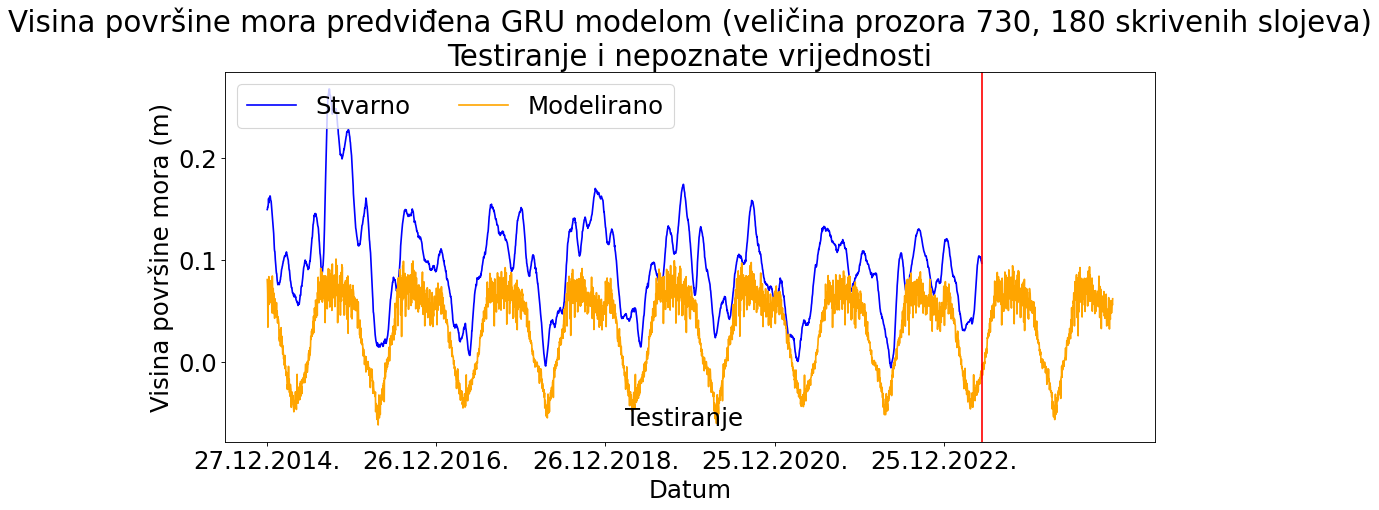 Visina površine mora predviđena GRU modelom (veličina prozora 730, 180 skrivenih slojeva)
Testiranje i nepoznate vrijednosti
Stvarno Modelirano
Visina površine mora (m)
0.2
0.1
0.0
Testiranje
27.12.2014. 26.12.2016. 26.12.2018. 25.12.2020. 25.12.2022.
Datum